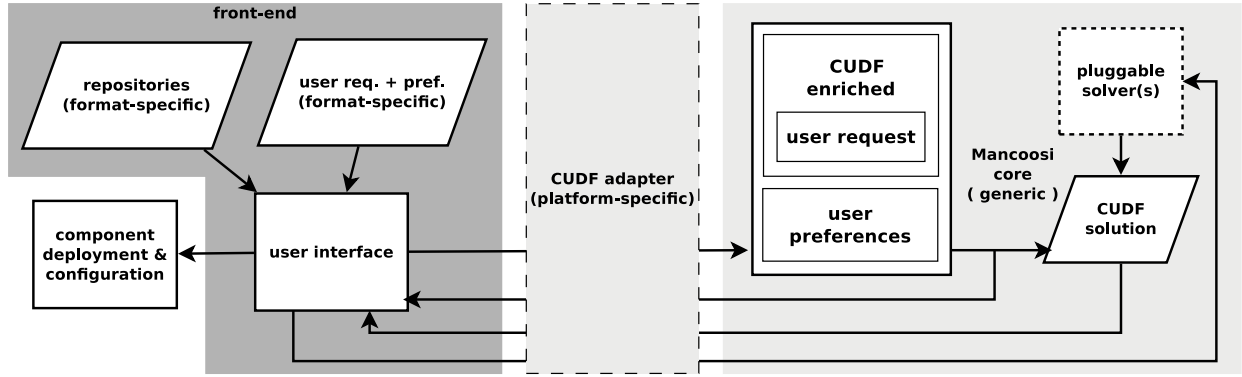 front-end
repositories
(format-specific)
user req. + pref.
(format-specific)
component
deployment &
configuration
user interface
CUDF adapter
(platform-specific)
CUDF
enriched
user request
user
preferences
Mancoosi
core
( generic )
pluggable
solver(s)
CUDF
solution